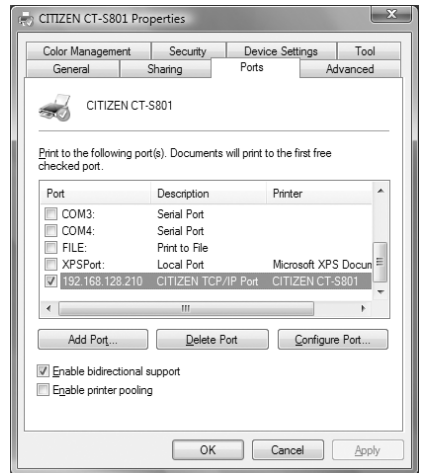 CITIZEN CT-S801 Properties
Color Management Security Device Settings Tool
General Sharing Ports Advanced
CITIZEN CT-S801
Print to the following port(s). Documents will print to the first free
checked port.
Port Description Printer
COM3: Serial Port
COM4: Serial Port
FILE: Print to File
XPSPort: Local Port Microsoft XPS Docun
192.168.128.210 CITIZEN TCP/IP Port CITIZEN CT-S801
Add Port... Delete Port Configure Port...
Enable bidirectional support
Enable printer pooling
OK Cancel Apply